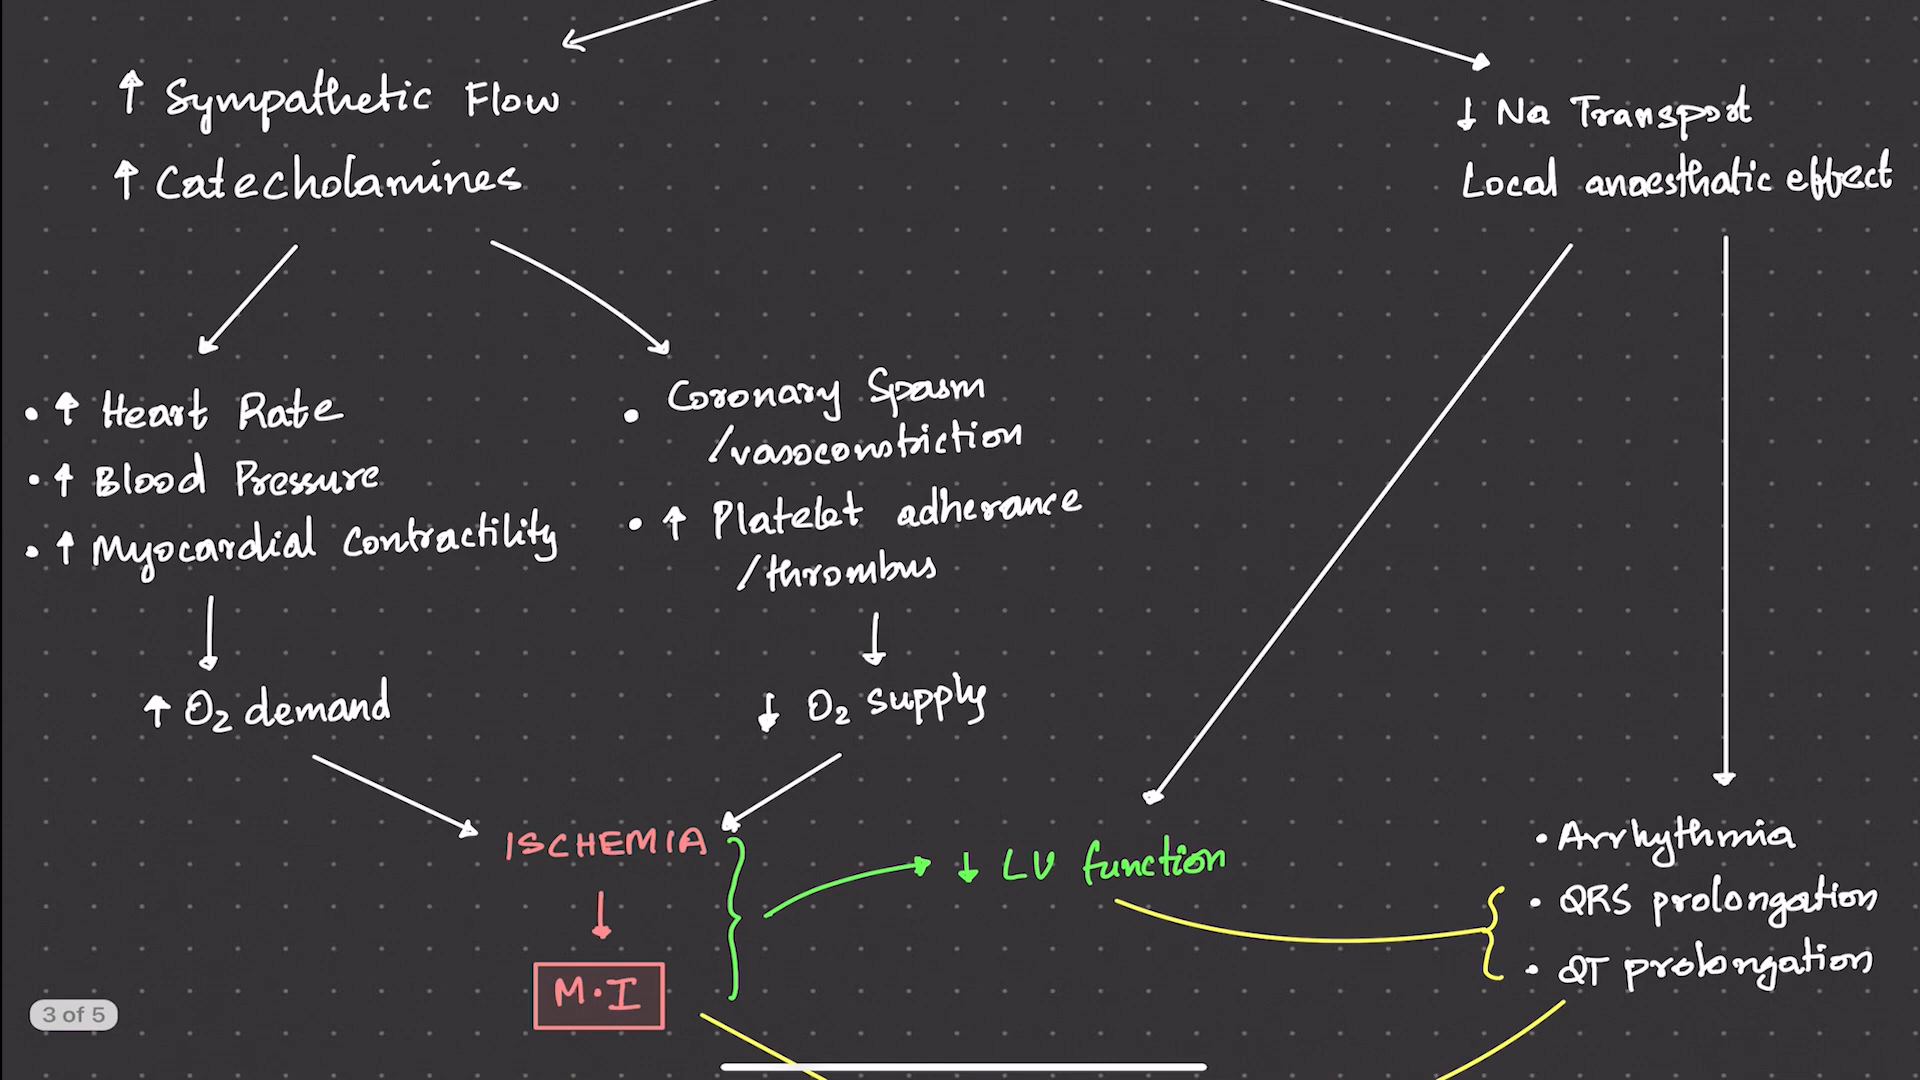 ↑ Sympathetic Flow
↑ Catecholamines
↓ Na Transport
Local anaesthatic effect
• ↑ Heart Rate
• ↑ Blood Pressure
• ↑ Myocardial Contractility
• Coronary Spasm
/vasoconstriction
• ↑ Platelet adherance
/thrombus
↑ O2 demand
↓ O2 supply
ISCHEMIA
M.I
↓ LV function
• Arrhythmia
• QRS prolongation
• QT prolongation
3 of 5